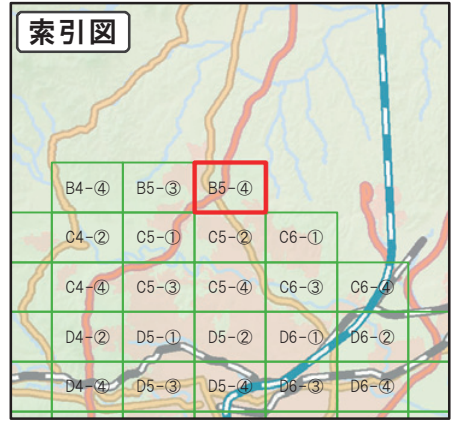 索引図
B4-④ B5-③ B5-④
C4-② C5-① C5-② C6-①
C4-④ C5-③ C5-④ C6-③ C6-④
D4-② D5-① D5-② D6-① D6-②
D4-④ D5-③ D5-④ D6-③ D6-④